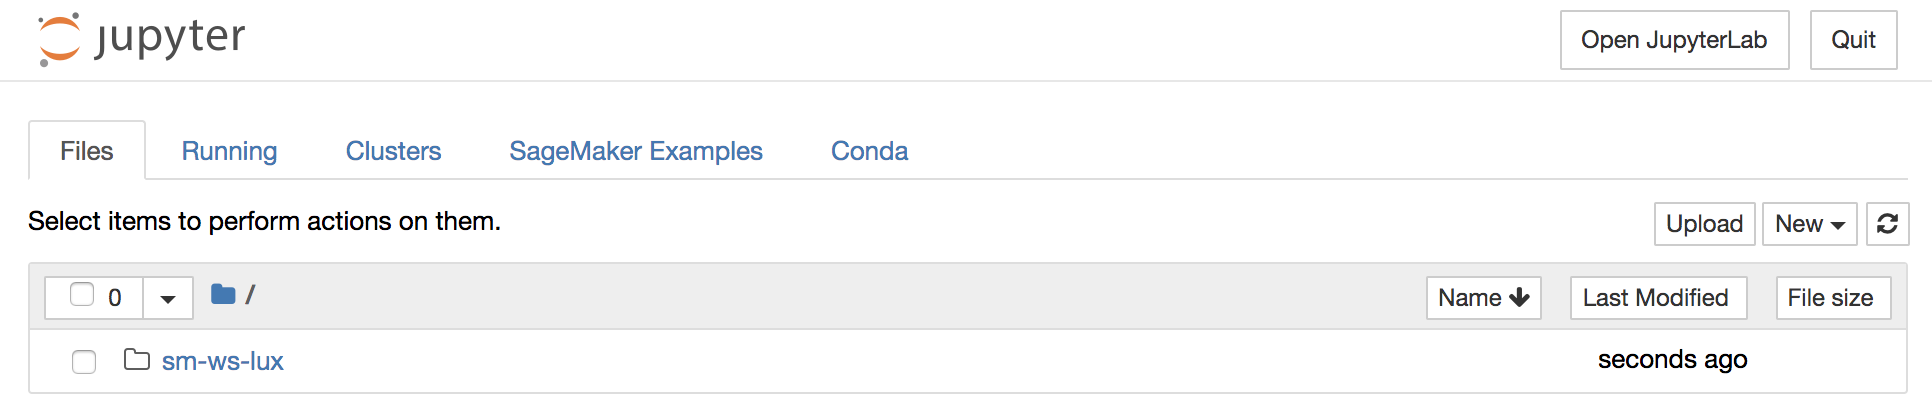 jupyter Open JupyterLab Quit
Files Running Clusters SageMaker Examples Conda
Select items to perform actions on them. Upload New
0 / Name Last Modified File size
sm-ws-lux seconds ago